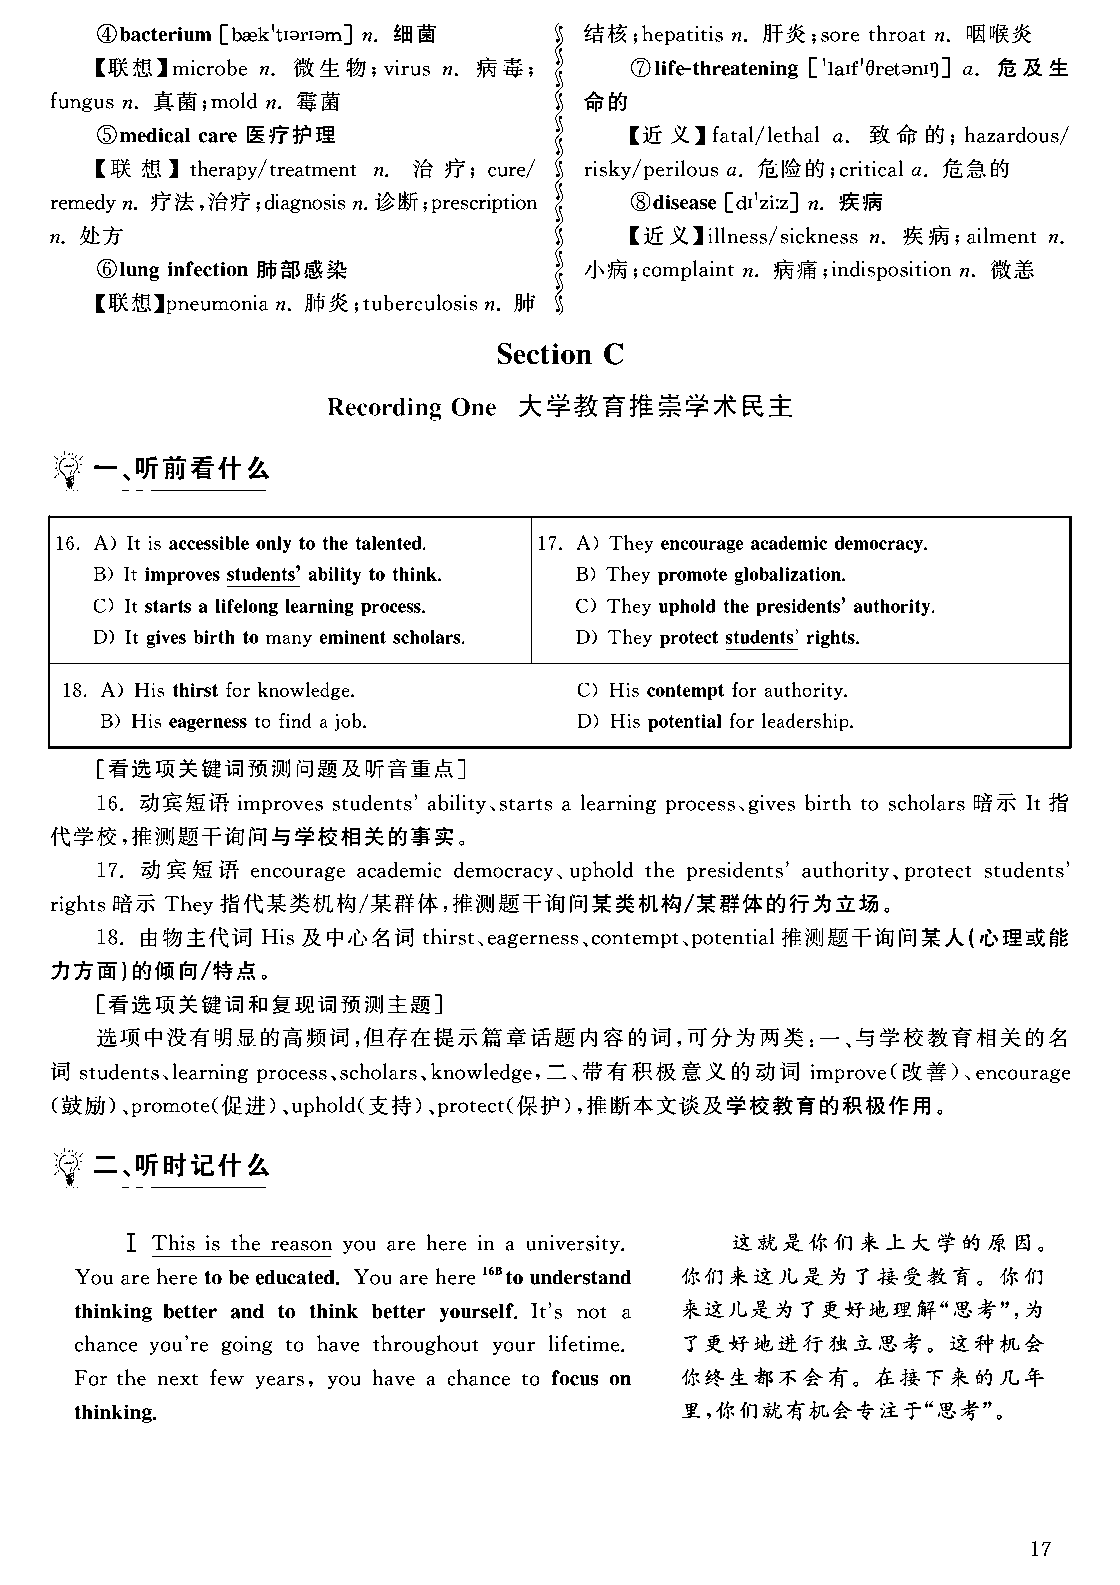 ④bacterium [bæk'tɪərɪəm] n. 细菌
【联想】microbe n. 微生物;virus n. 病毒;
fungus n. 真菌;mold n. 霉菌
⑤medical care 医疗护理
【联想】therapy/treatment n. 治疗; cure/
remedy n. 疗法,治疗;diagnosis n. 诊断;prescription
n. 处方
⑥lung infection 肺部感染
【联想】pneumonia n. 肺炎;tuberculosis n. 肺
结核;hepatitis n. 肝炎;sore throat n. 咽喉炎
⑦life-threatening ['laɪf'θretənɪŋ] a. 危及生
命的
【近义】fatal/lethal a. 致命的; hazardous/
risky/perilous a. 危险的;critical a. 危急的
⑧disease [dɪ'ziːz] n. 疾病
【近义】illness/sickness n. 疾病; ailment n.
小病;complaint n. 病痛;indisposition n. 微恙
Section C
Recording One 大学教育推崇学术民主
一、听前看什么
16. A) It is accessible only to the talented.
B) It improves students' ability to think.
C) It starts a lifelong learning process.
D) It gives birth to many eminent scholars.
17. A) They encourage academic democracy.
B) They promote globalization.
C) They uphold the presidents' authority.
D) They protect students' rights.
18. A) His thirst for knowledge. C) His contempt for authority.
B) His eagerness to find a job. D) His potential for leadership.
[看选项关键词预测问题及听音重点]
16. 动宾短语 improves students' ability、starts a learning process、gives birth to scholars 暗示 It 指
代学校,推测题干询问与学校相关的事实。
17. 动宾短语 encourage academic democracy、uphold the presidents' authority、protect students'
rights 暗示 They 指代某类机构/某群体,推测题干询问某类机构/某群体的行为立场。
18. 由物主代词 His 及中心名词 thirst、eagerness、contempt、potential 推测题干询问某人(心理或能
力方面)的倾向/特点。
[看选项关键词和复现词预测主题]
选项中没有明显的高频词,但存在提示篇章话题内容的词,可分为两类:一、与学校教育相关的名
词 students、learning process、scholars、knowledge,二、带有积极意义的动词 improve(改善)、encourage
(鼓励)、promote(促进)、uphold(支持)、protect(保护),推断本文谈及学校教育的积极作用。
二、听时记什么
Ⅰ This is the reason you are here in a university.
You are here to be educated. You are here 16B to understand
thinking better and to think better yourself. It's not a
chance you're going to have throughout your lifetime.
For the next few years, you have a chance to focus on
thinking.
这就是你们来上大学的原因。
你们来这儿是为了接受教育。你们
来这儿是为了更好地理解“思考”,为
了更好地进行独立思考。这种机会
你终生都不会有。在接下来的几年
里,你们就有机会专注于“思考”。
17